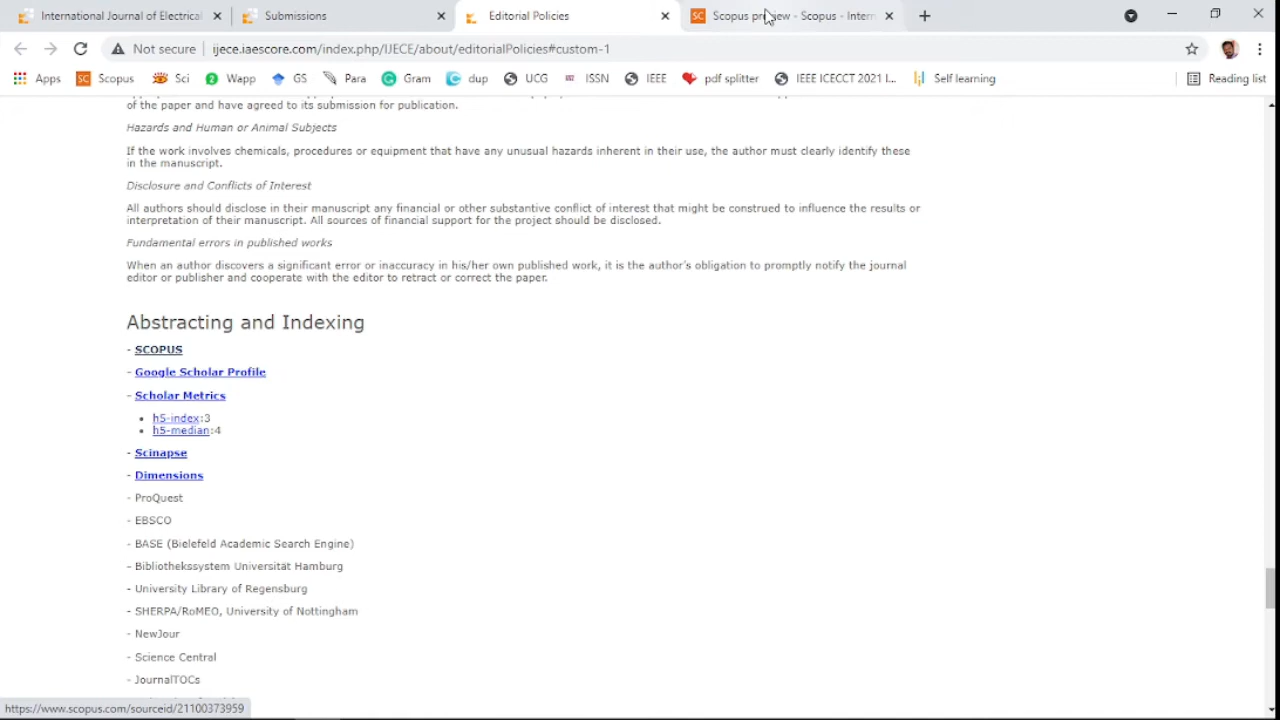 International Journal of Electrical
Submissions
Editorial Policies
SC Scopus preview - Scopus - Intern
Not secure
ijece.iaescore.com/index.php/IJECE/about/editorialPolicies#custom-1
Apps
SC Scopus
Sci
2 Wapp
GS
Para
G Gram
dup
UCG
ISSN
IEEE
pdf splitter
IEEE ICECCT 2021 I...
Self learning
Reading list
of the paper and have agreed to its submission for publication.
Hazards and Human or Animal Subjects
If the work involves chemicals, procedures or equipment that have any unusual hazards inherent in their use, the author must clearly identify these
in the manuscript.
Disclosure and Conflicts of Interest
All authors should disclose in their manuscript any financial or other substantive conflict of interest that might be construed to influence the results or
interpretation of their manuscript. All sources of financial support for the project should be disclosed.
Fundamental errors in published works
When an author discovers a significant error or inaccuracy in his/her own published work, it is the author's obligation to promptly notify the journal
editor or publisher and cooperate with the editor to retract or correct the paper.
Abstracting and Indexing
- SCOPUS
- Google Scholar Profile
- Scholar Metrics
• h5-index:3
• h5-median:4
- Scinapse
- Dimensions
- ProQuest
- EBSCO
- BASE (Bielefeld Academic Search Engine)
- Bibliothekssystem Universität Hamburg
- University Library of Regensburg
- SHERPA/RoMEO, University of Nottingham
- NewJour
- Science Central
- JournalTOCs
https://www.scopus.com/sourceid/21100373959